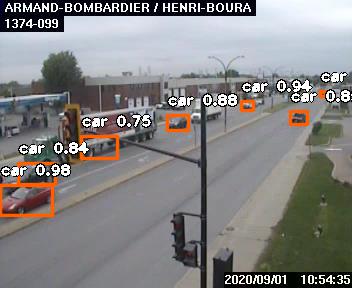 ARMAND-BOMBARDIER / HENRI-BOURA
1374-099
car
car 0.94
car 0.88
car 0.8
car 0.75
car 0.84
car 0.98
2020/09/01 10:54:35